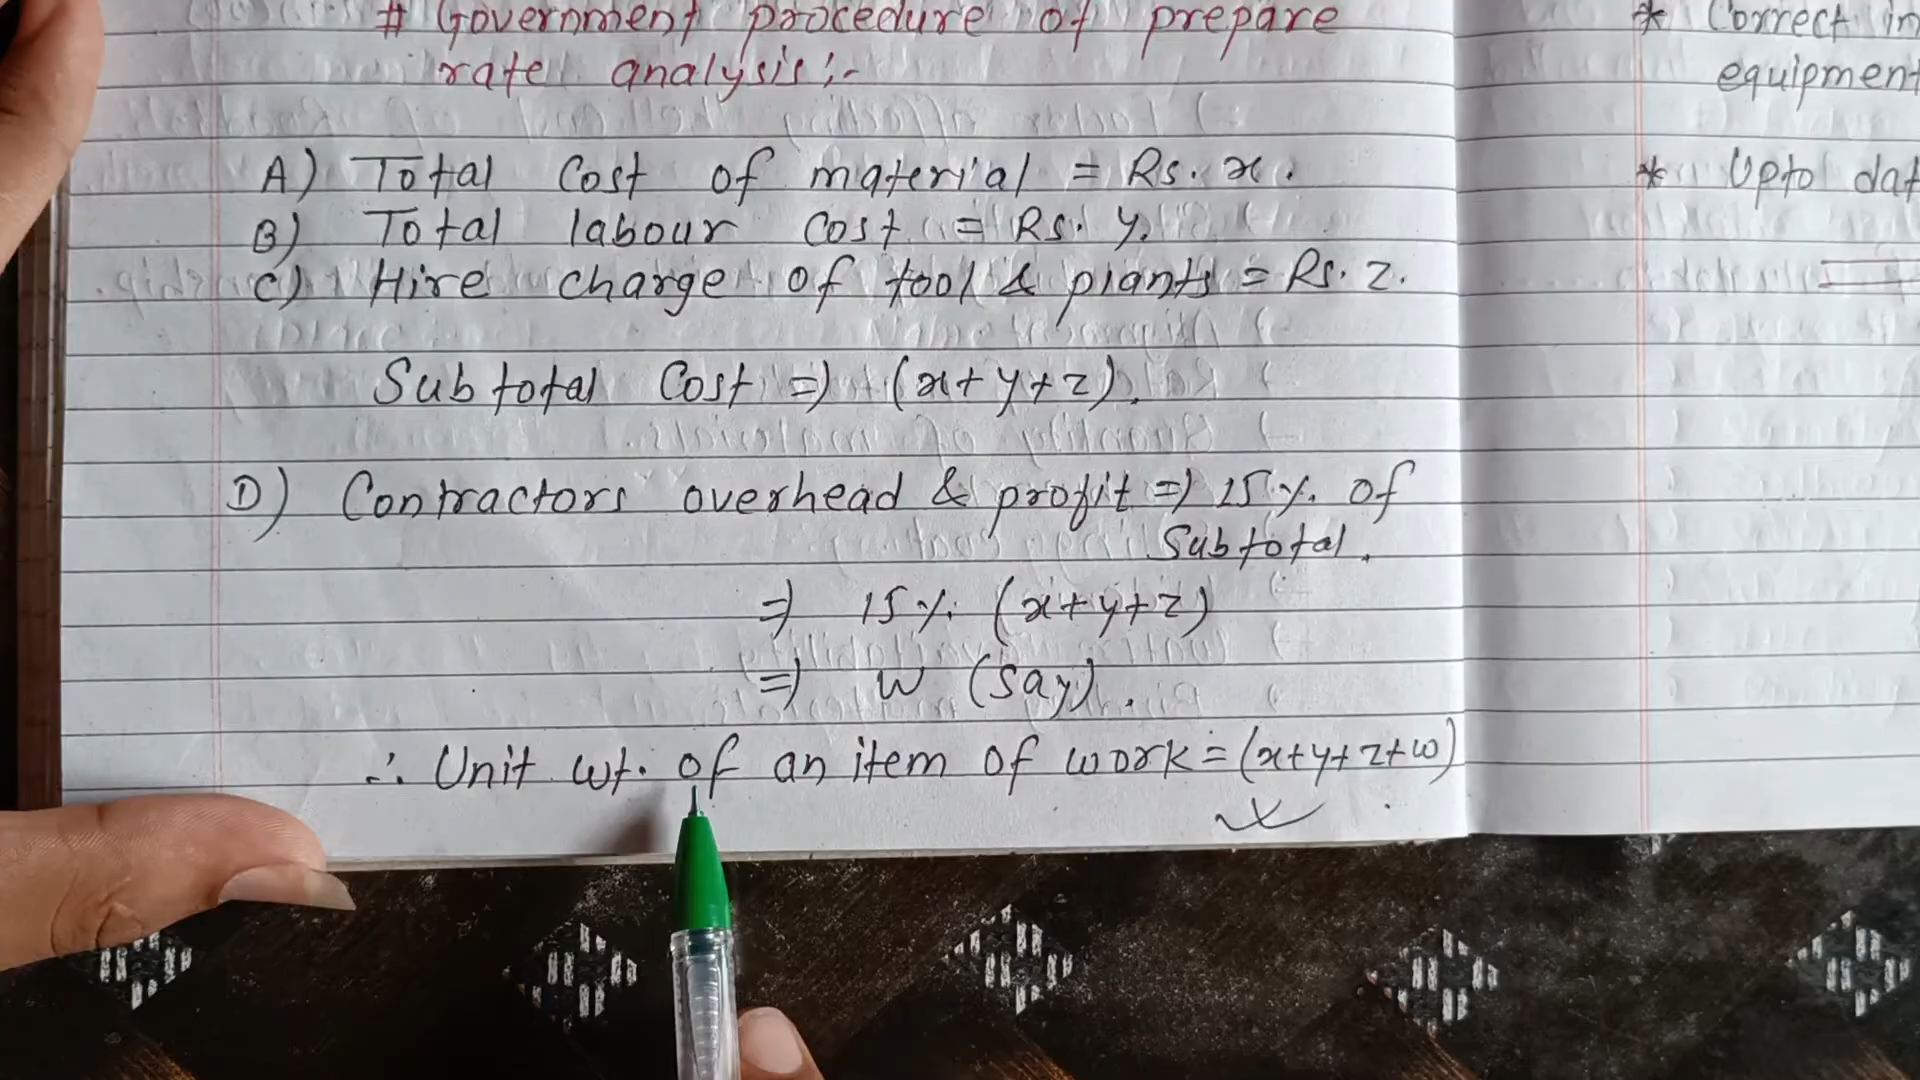 # Government procedure of prepare
rate analysis :-
A) Total Cost of material = Rs. x.
B) Total labour cost = Rs. y.
C) Hire charge of tool & plants = Rs. z.
Subtotal Cost => (x+y+z).
D) Contractors overhead & profit => 15% of
Subtotal.
=> 15% (x+y+z)
=> w (say).
∴ Unit wt. of an item of work = (x+y+z+w)
* Correct in
equipment
* Upto dat